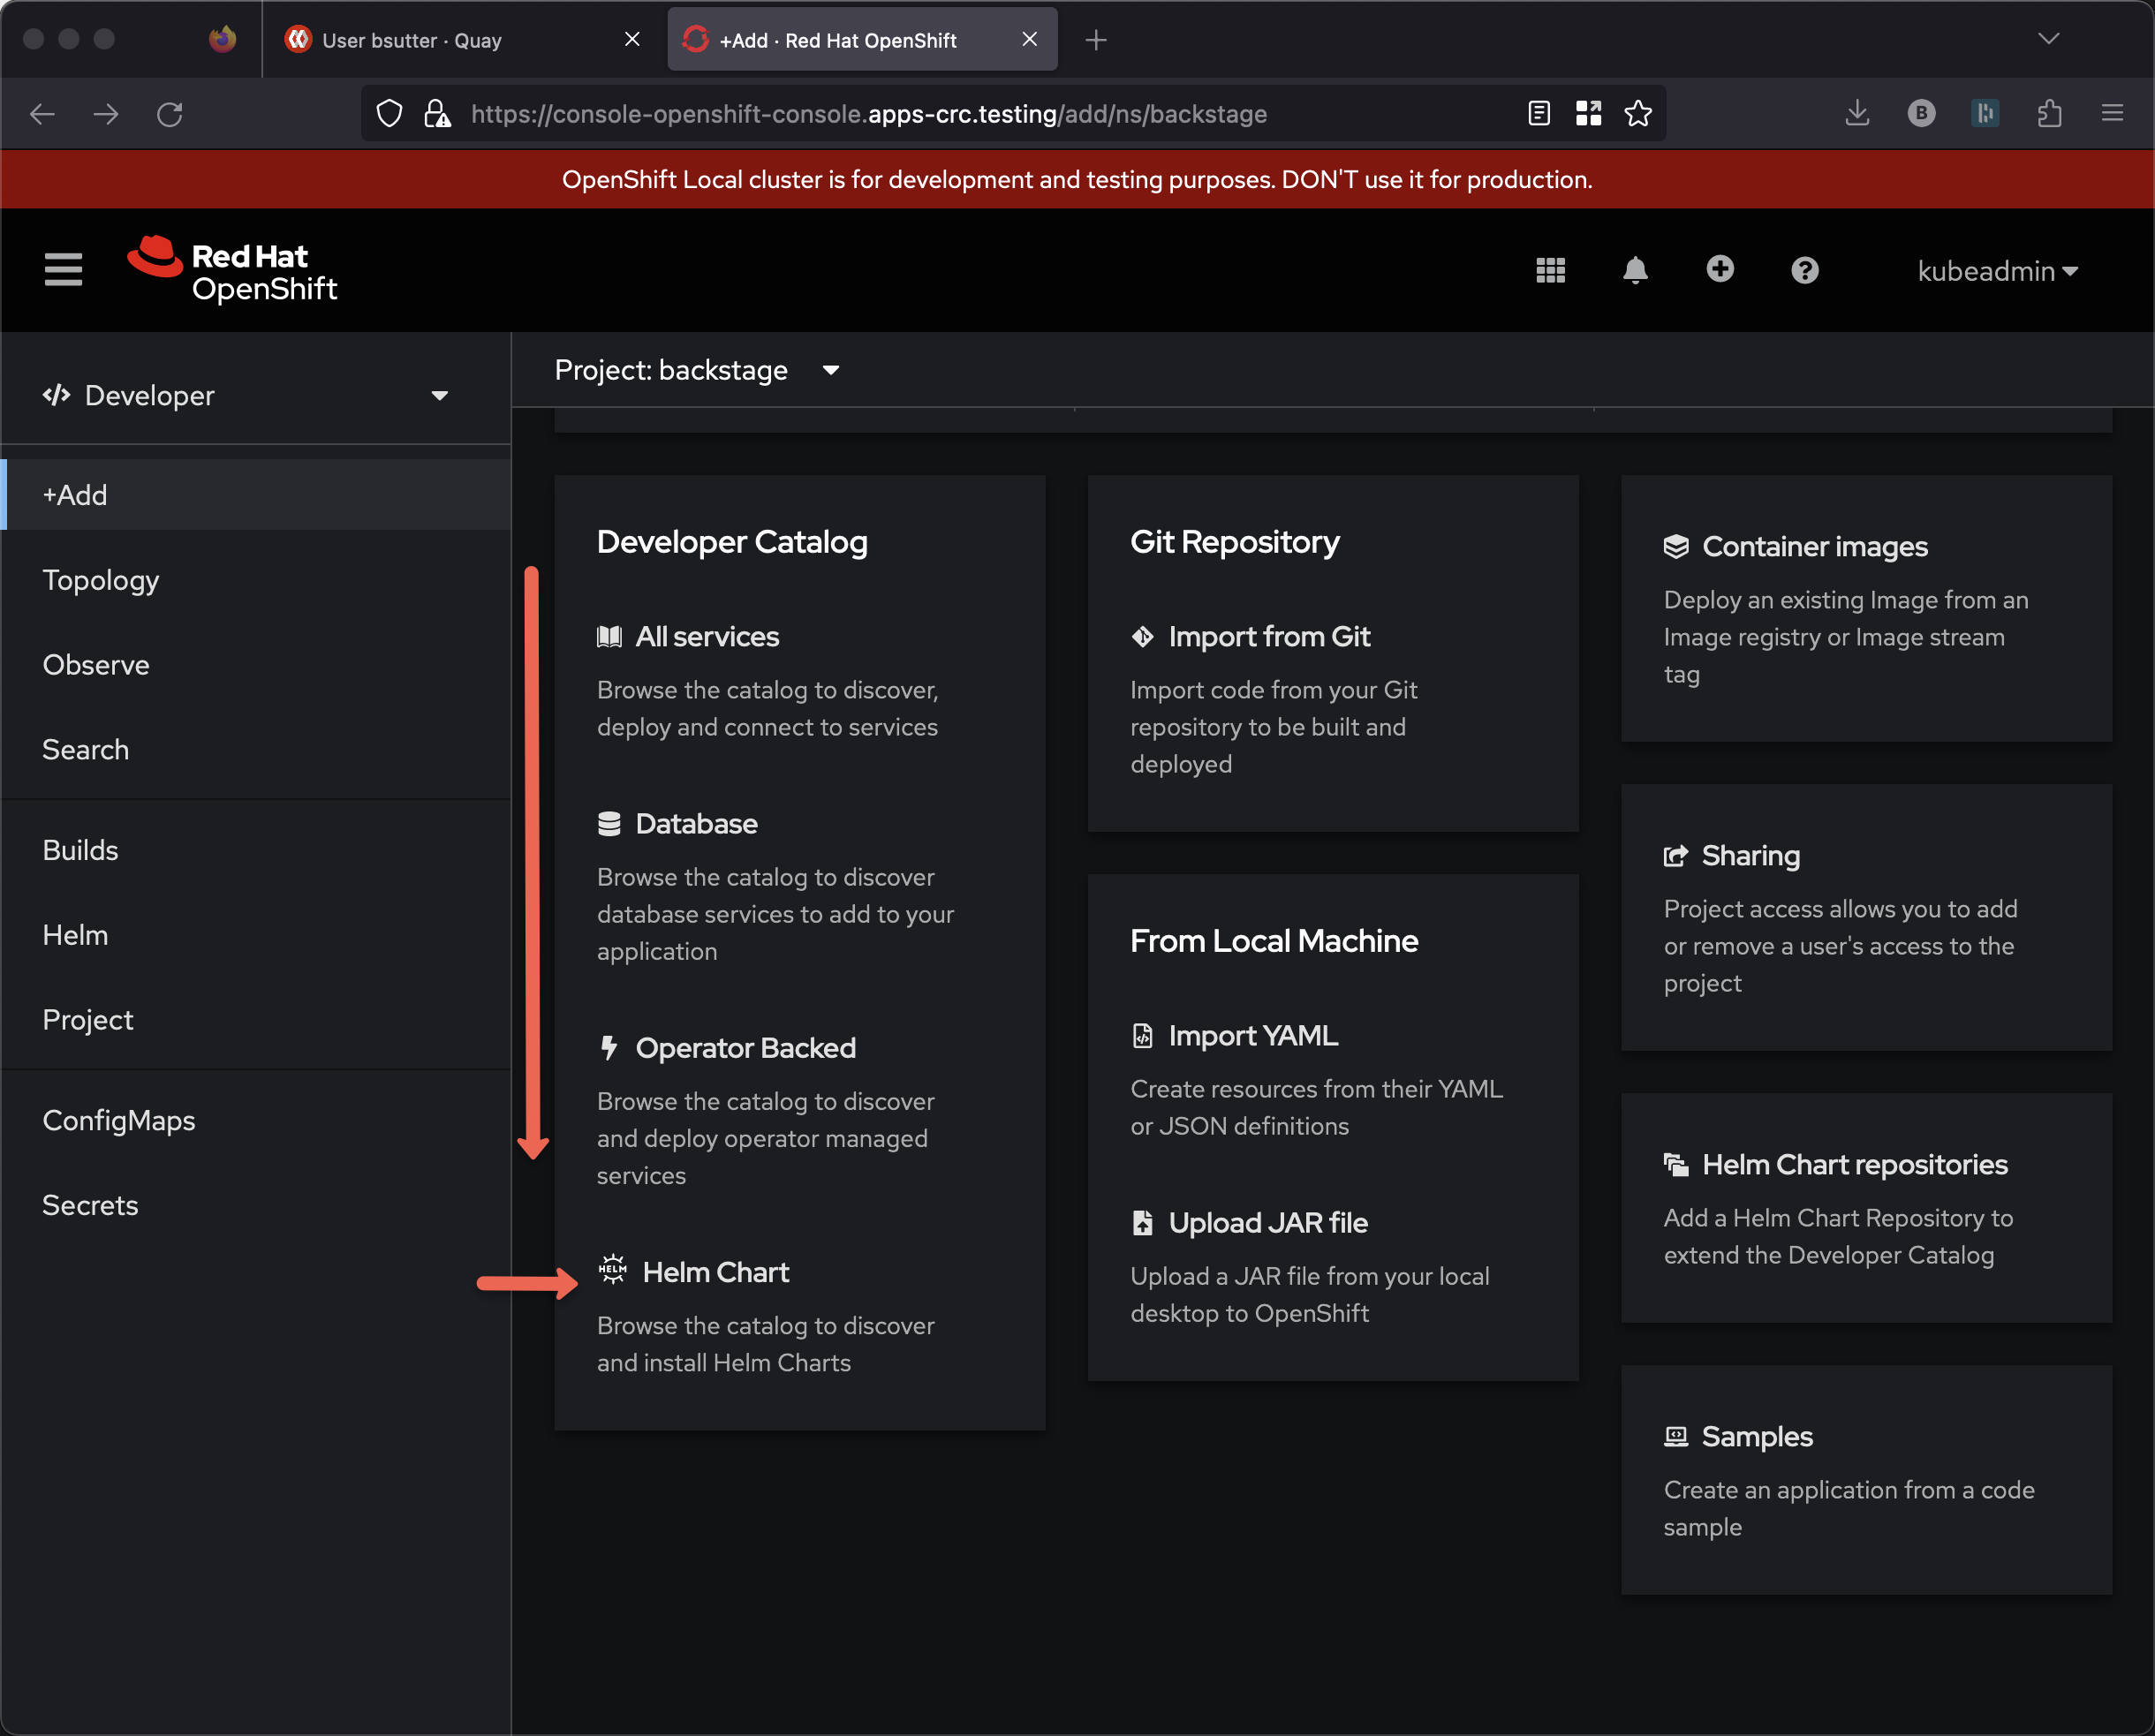 User bsutter · Quay
+Add · Red Hat OpenShift
https://console-openshift-console.apps-crc.testing/add/ns/backstage
B
OpenShift Local cluster is for development and testing purposes. DON'T use it for production.
Red Hat
OpenShift
kubeadmin
Developer
+Add
Topology
Observe
Search
Builds
Helm
Project
ConfigMaps
Secrets
Project: backstage
Developer Catalog
All services
Browse the catalog to discover,
deploy and connect to services
Database
Browse the catalog to discover
database services to add to your
application
Operator Backed
Browse the catalog to discover
and deploy operator managed
services
HELM
Helm Chart
Browse the catalog to discover
and install Helm Charts
Git Repository
Import from Git
Import code from your Git
repository to be built and
deployed
From Local Machine
Import YAML
Create resources from their YAML
or JSON definitions
Upload JAR file
Upload a JAR file from your local
desktop to OpenShift
Container images
Deploy an existing Image from an
Image registry or Image stream
tag
Sharing
Project access allows you to add
or remove a user's access to the
project
Helm Chart repositories
Add a Helm Chart Repository to
extend the Developer Catalog
Samples
Create an application from a code
sample